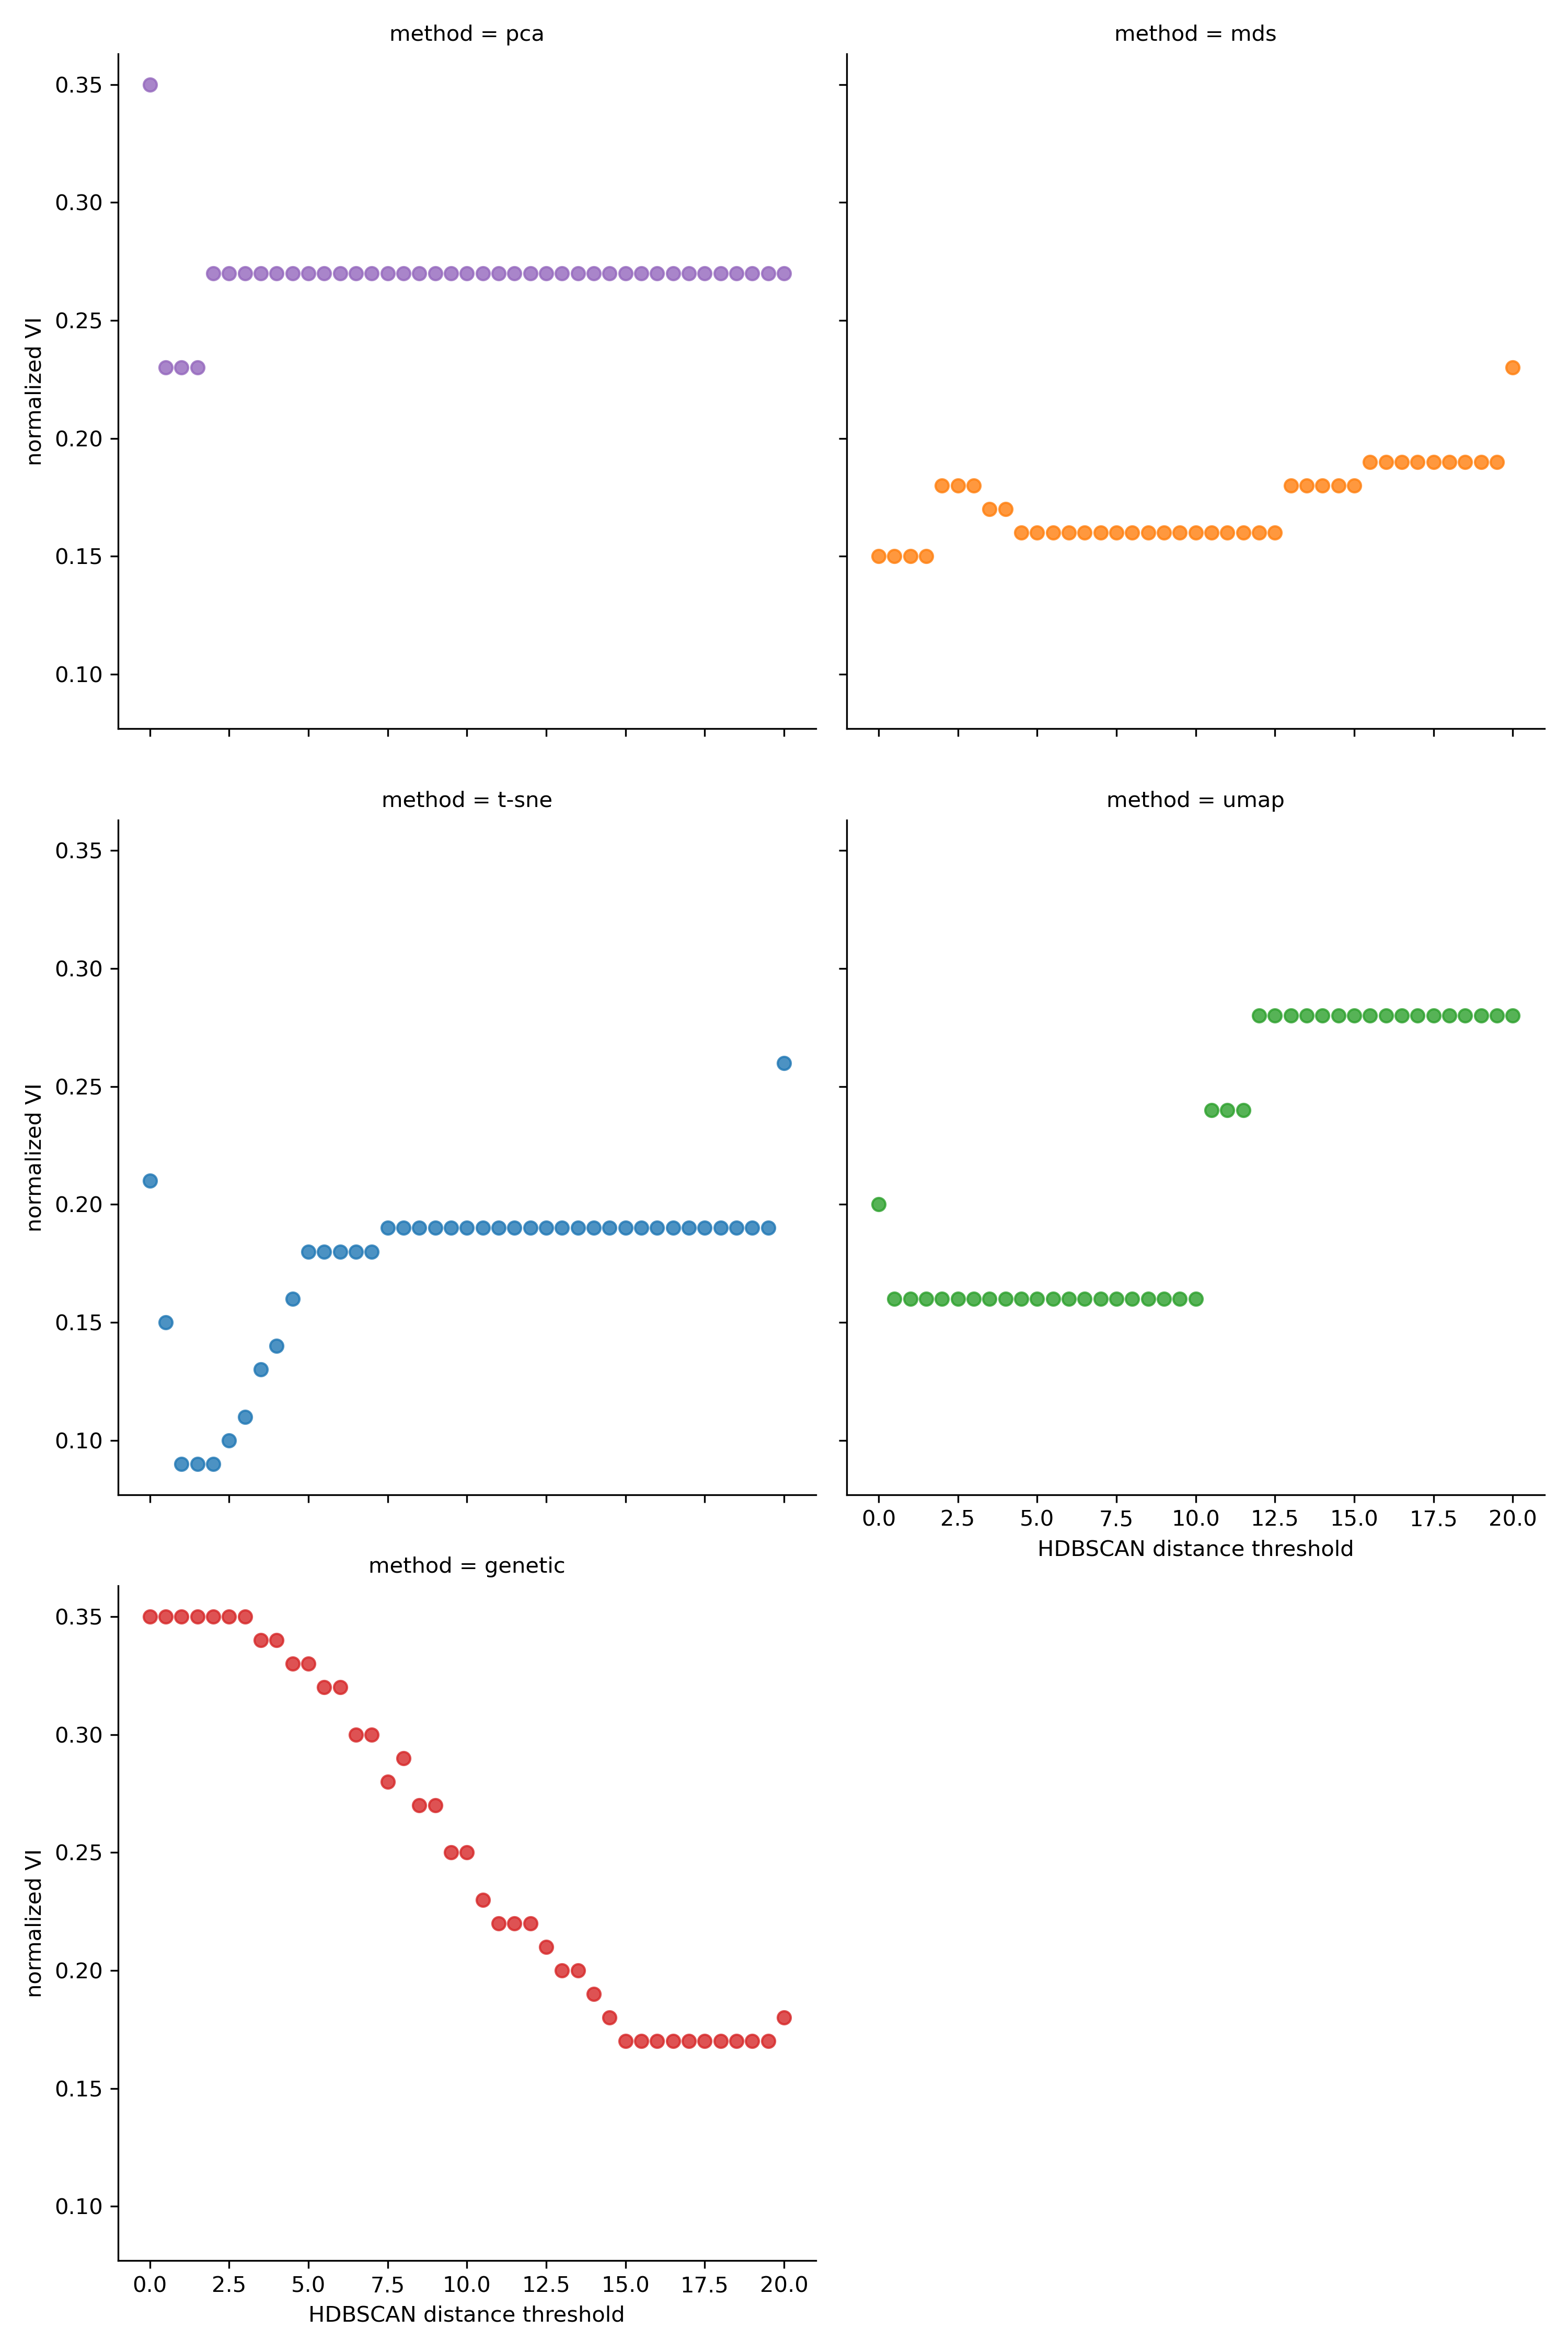 method = pca
0.35
0.30
0.25
0.20
0.15
0.10
normalized VI
method = mds
method = t-sne
0.35
0.30
0.25
0.20
0.15
0.10
normalized VI
method = umap
0.0 2.5 5.0 7.5 10.0 12.5 15.0 17.5 20.0
HDBSCAN distance threshold
method = genetic
0.35
0.30
0.25
0.20
0.15
0.10
normalized VI
0.0 2.5 5.0 7.5 10.0 12.5 15.0 17.5 20.0
HDBSCAN distance threshold